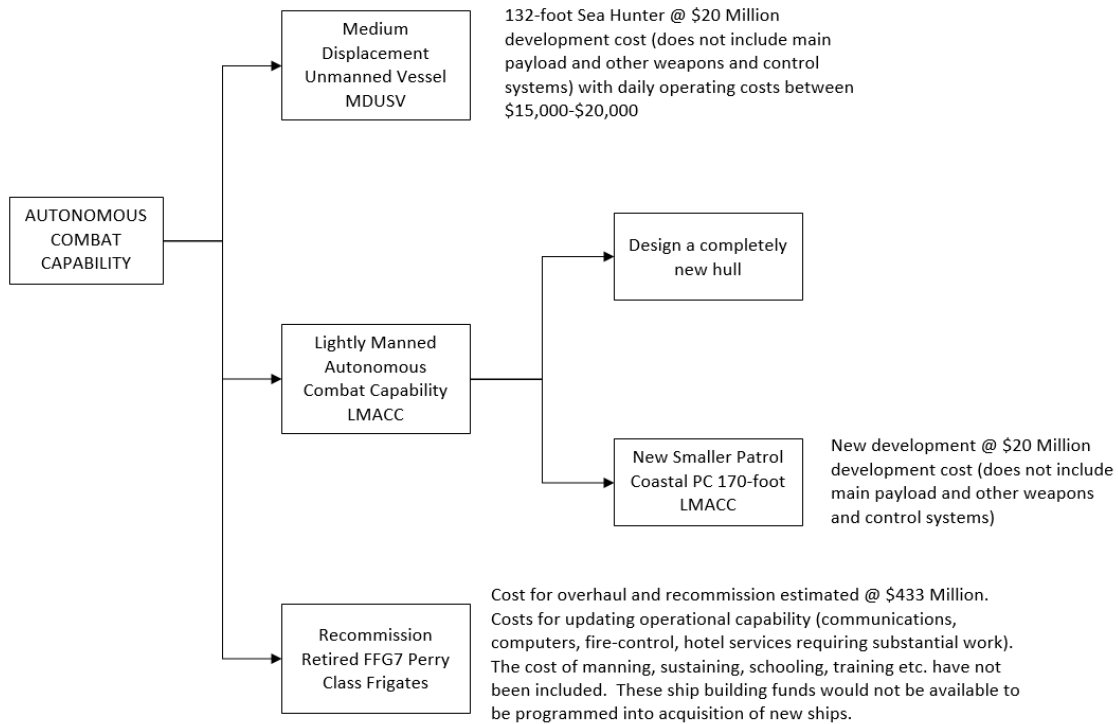 Medium
Displacement
Unmanned Vessel
MDUSV
132-foot Sea Hunter @ $20 Million
development cost (does not include main
payload and other weapons and control
systems) with daily operating costs between
$15,000-$20,000
AUTONOMOUS
COMBAT
CAPABILITY
Design a completely
new hull
Lightly Manned
Autonomous
Combat Capability
LMACC
New Smaller Patrol
Coastal PC 170-foot
LMACC
New development @ $20 Million
development cost (does not include
main payload and other weapons
and control systems)
Recommission
Retired FFG7 Perry
Class Frigates
Cost for overhaul and recommission estimated @ $433 Million.
Costs for updating operational capability (communications,
computers, fire-control, hotel services requiring substantial work).
The cost of manning, sustaining, schooling, training etc. have not
been included.  These ship building funds would not be available to
be programmed into acquisition of new ships.